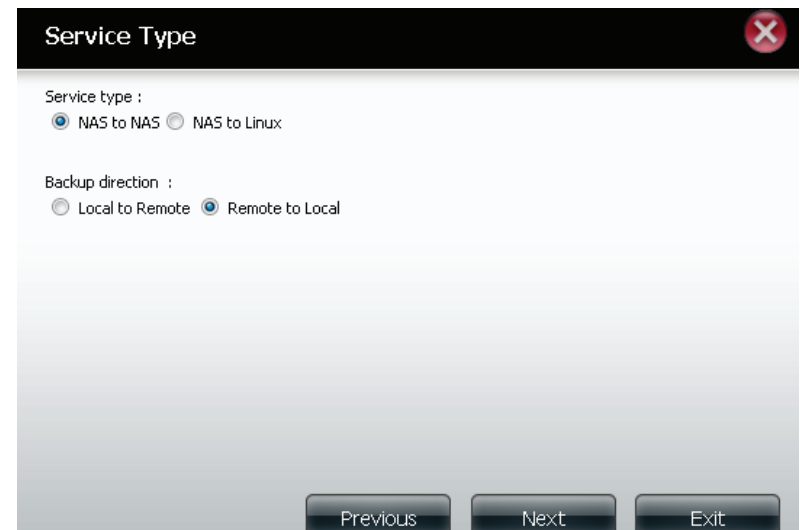 Service Type
Service type :
NAS to NAS NAS to Linux
Backup direction :
Local to Remote Remote to Local
Previous Next Exit